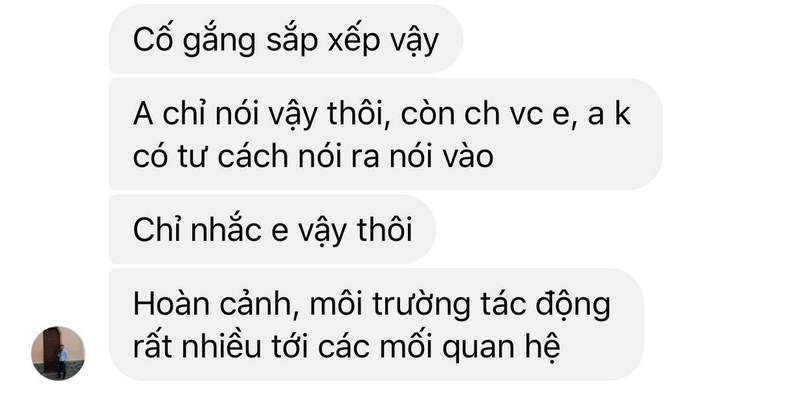 Cố gắng sắp xếp vậy
A chỉ nói vậy thôi, còn ch vc e, a k
có tư cách nói ra nói vào
Chỉ nhắc e vậy thôi
Hoàn cảnh, môi trường tác động
rất nhiều tới các mối quan hệ